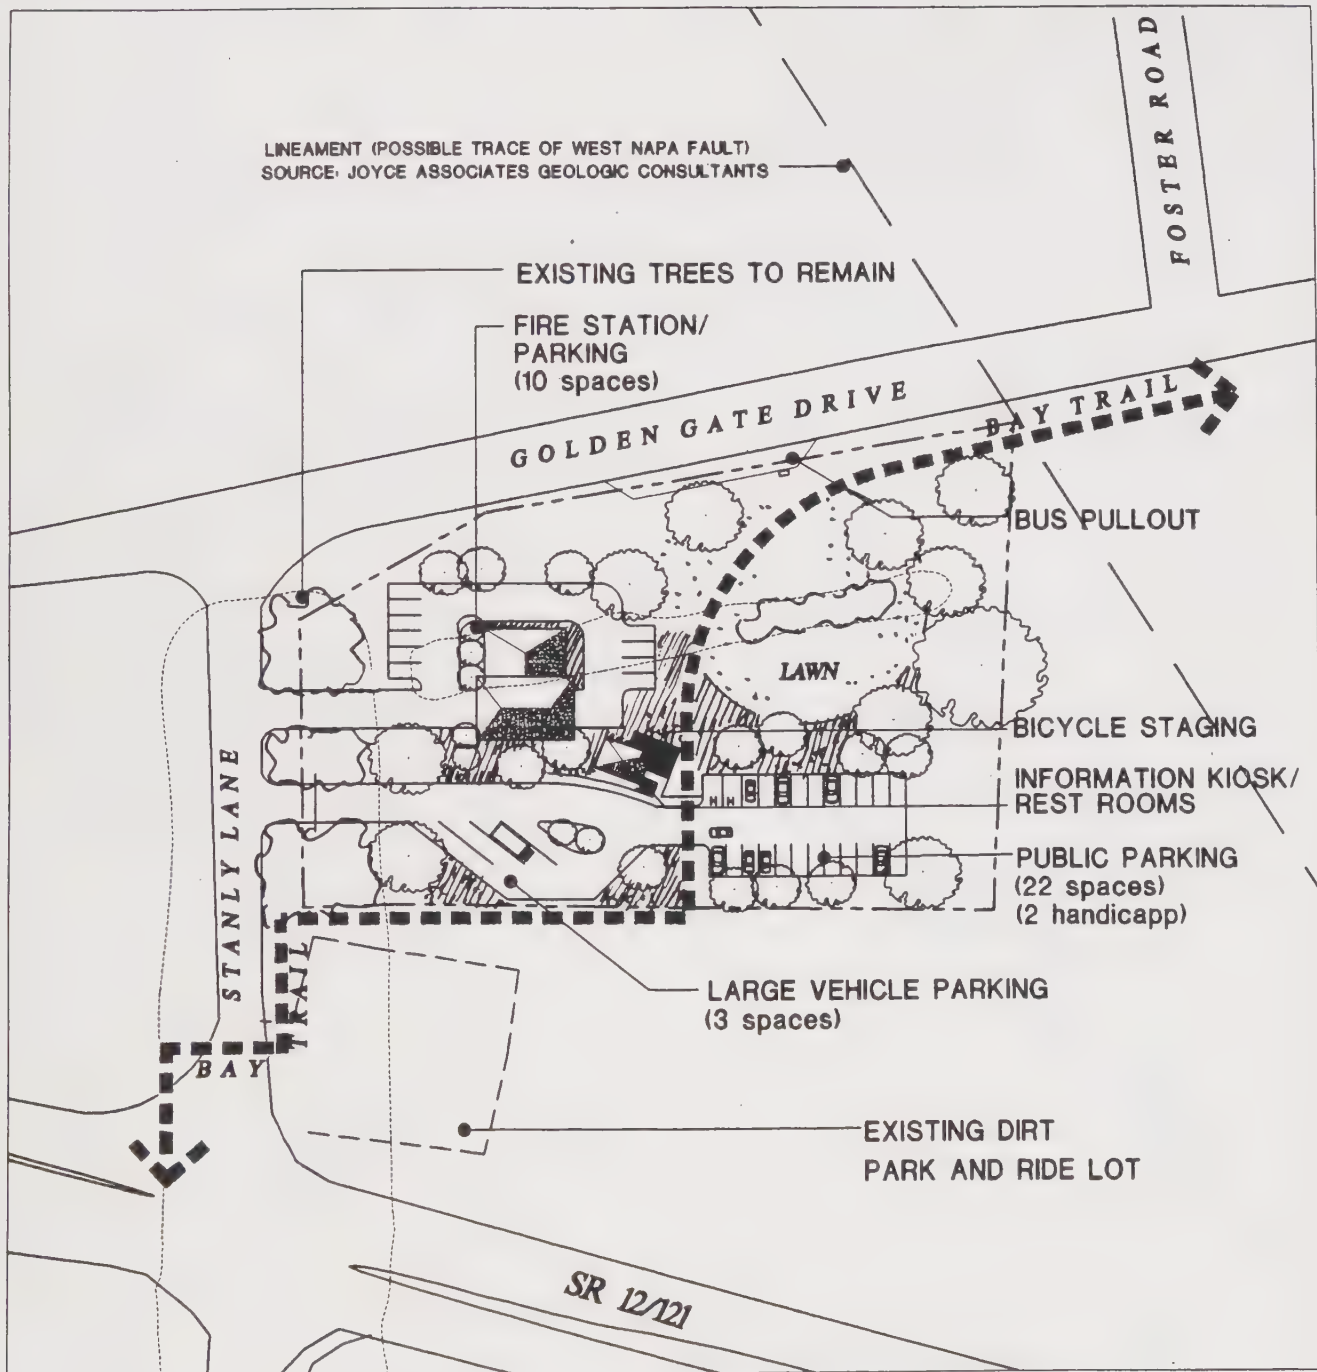 FOSTER ROAD
LINEAMENT (POSSIBLE TRACE OF WEST NAPA FAULT)
SOURCE: JOYCE ASSOCIATES GEOLOGIC CONSULTANTS
EXISTING TREES TO REMAIN
FIRE STATION/
PARKING
(10 spaces)
GOLDEN GATE DRIVE
BAY TRAIL
BUS PULLOUT
LAWN
BICYCLE STAGING
INFORMATION KIOSK/
REST ROOMS
H H
PUBLIC PARKING
(22 spaces)
(2 handicapp)
STANLY LANE
LARGE VEHICLE PARKING
(3 spaces)
BAY TRAIL
EXISTING DIRT
PARK AND RIDE LOT
SR 12/121